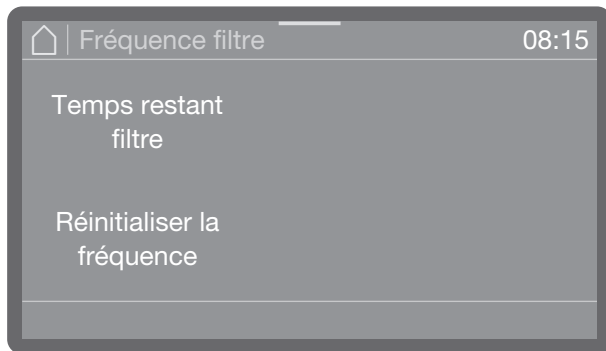 Fréquence filtre 08:15
Temps restant
filtre
Réinitialiser la
fréquence